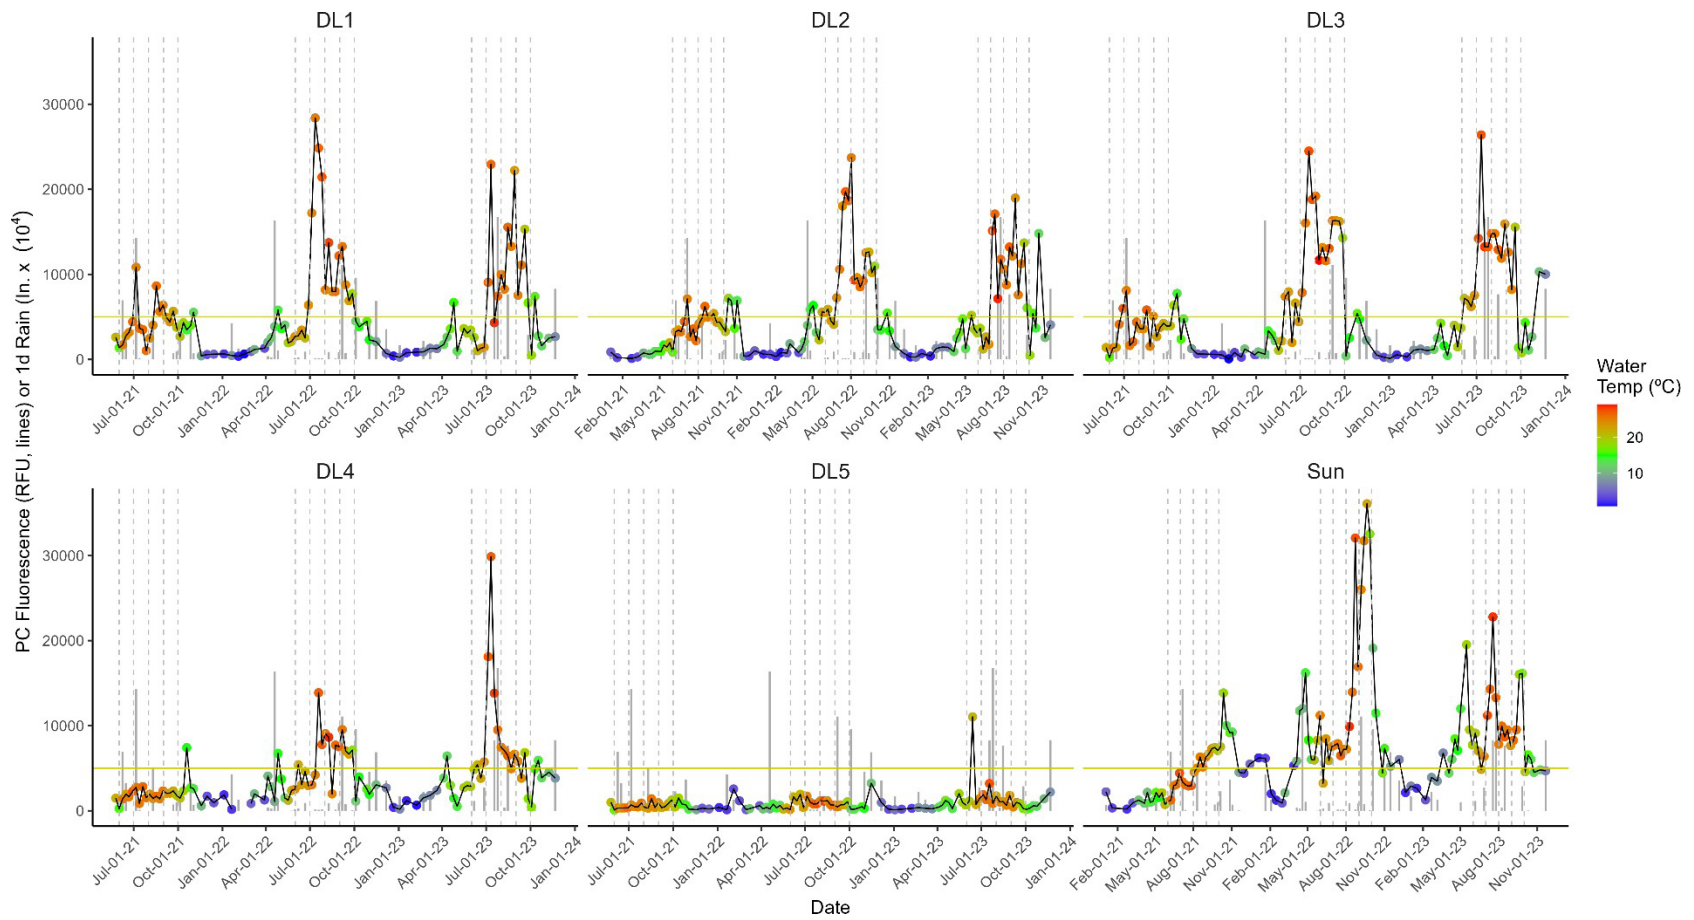 DL1 DL2 DL3
30000
20000
10000
0
Jul-01-21 Oct-01-21 Jan-01-22 Apr-01-22 Jul-01-22 Oct-01-22 Jan-01-23 Apr-01-23 Jul-01-23 Oct-01-23 Jan-01-24
Feb-01-21 May-01-21 Aug-01-21 Nov-01-21 Feb-01-22 May-01-22 Aug-01-22 Nov-01-22 Feb-01-23 May-01-23 Aug-01-23 Nov-01-23
Jul-01-21 Oct-01-21 Jan-01-22 Apr-01-22 Jul-01-22 Oct-01-22 Jan-01-23 Apr-01-23 Jul-01-23 Oct-01-23 Jan-01-24
PC Fluorescence (RFU, lines) or 1d Rain (In. x (10⁴)
Water
Temp (ºC)
20
10
DL4 DL5 Sun
30000
20000
10000
0
Jul-01-21 Oct-01-21 Jan-01-22 Apr-01-22 Jul-01-22 Oct-01-22 Jan-01-23 Apr-01-23 Jul-01-23 Oct-01-23 Jan-01-24
Jul-01-21 Oct-01-21 Jan-01-22 Apr-01-22 Jul-01-22 Oct-01-22 Jan-01-23 Apr-01-23 Jul-01-23 Oct-01-23 Jan-01-24
Feb-01-21 May-01-21 Aug-01-21 Nov-01-21 Feb-01-22 May-01-22 Aug-01-22 Nov-01-22 Feb-01-23 May-01-23 Aug-01-23 Nov-01-23
Date